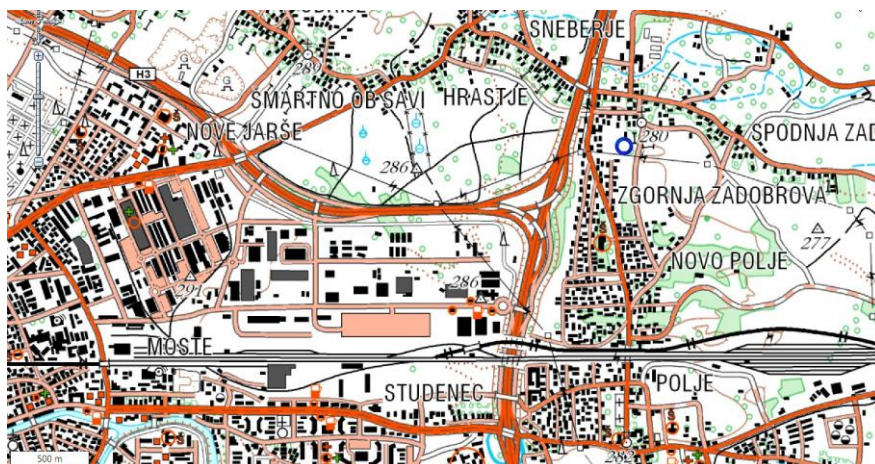 SNEBERJE
289
H3
G
G
ŠMARTNO OB SAVI
HRASTJE
NOVE JARŠE
280
SPODNJA ZAD
286
ZGORNJA ZADOBROVA
277
NOVO POLJE
291
286
MOSTE
STUDENEC
POLJE
Š
282
500 m